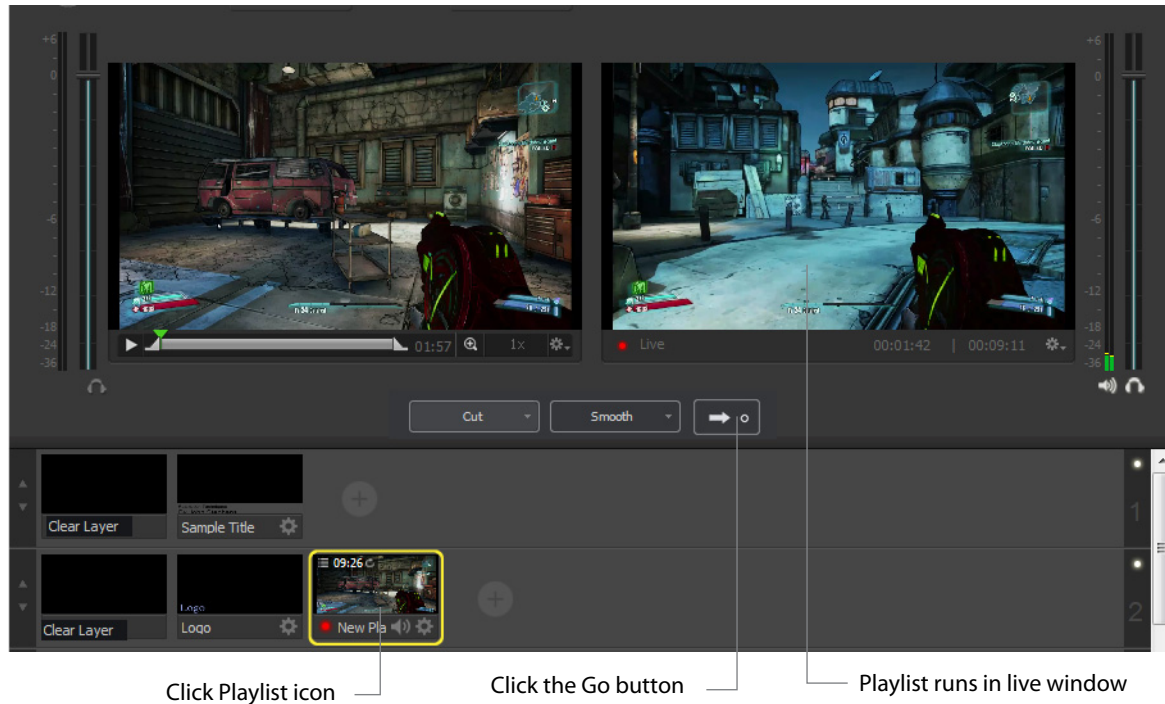 +6
0
-6
-12
-18
-24
-36
01:57
1x
Live
00:01:42 | 00:09:11
+6
0
-6
-12
-18
-24
-36
Cut
Smooth
Clear Layer
Sample Title
1
Clear Layer
Logo
Logo
09:26
New Pla
2
Click Playlist icon
Click the Go button
Playlist runs in live window